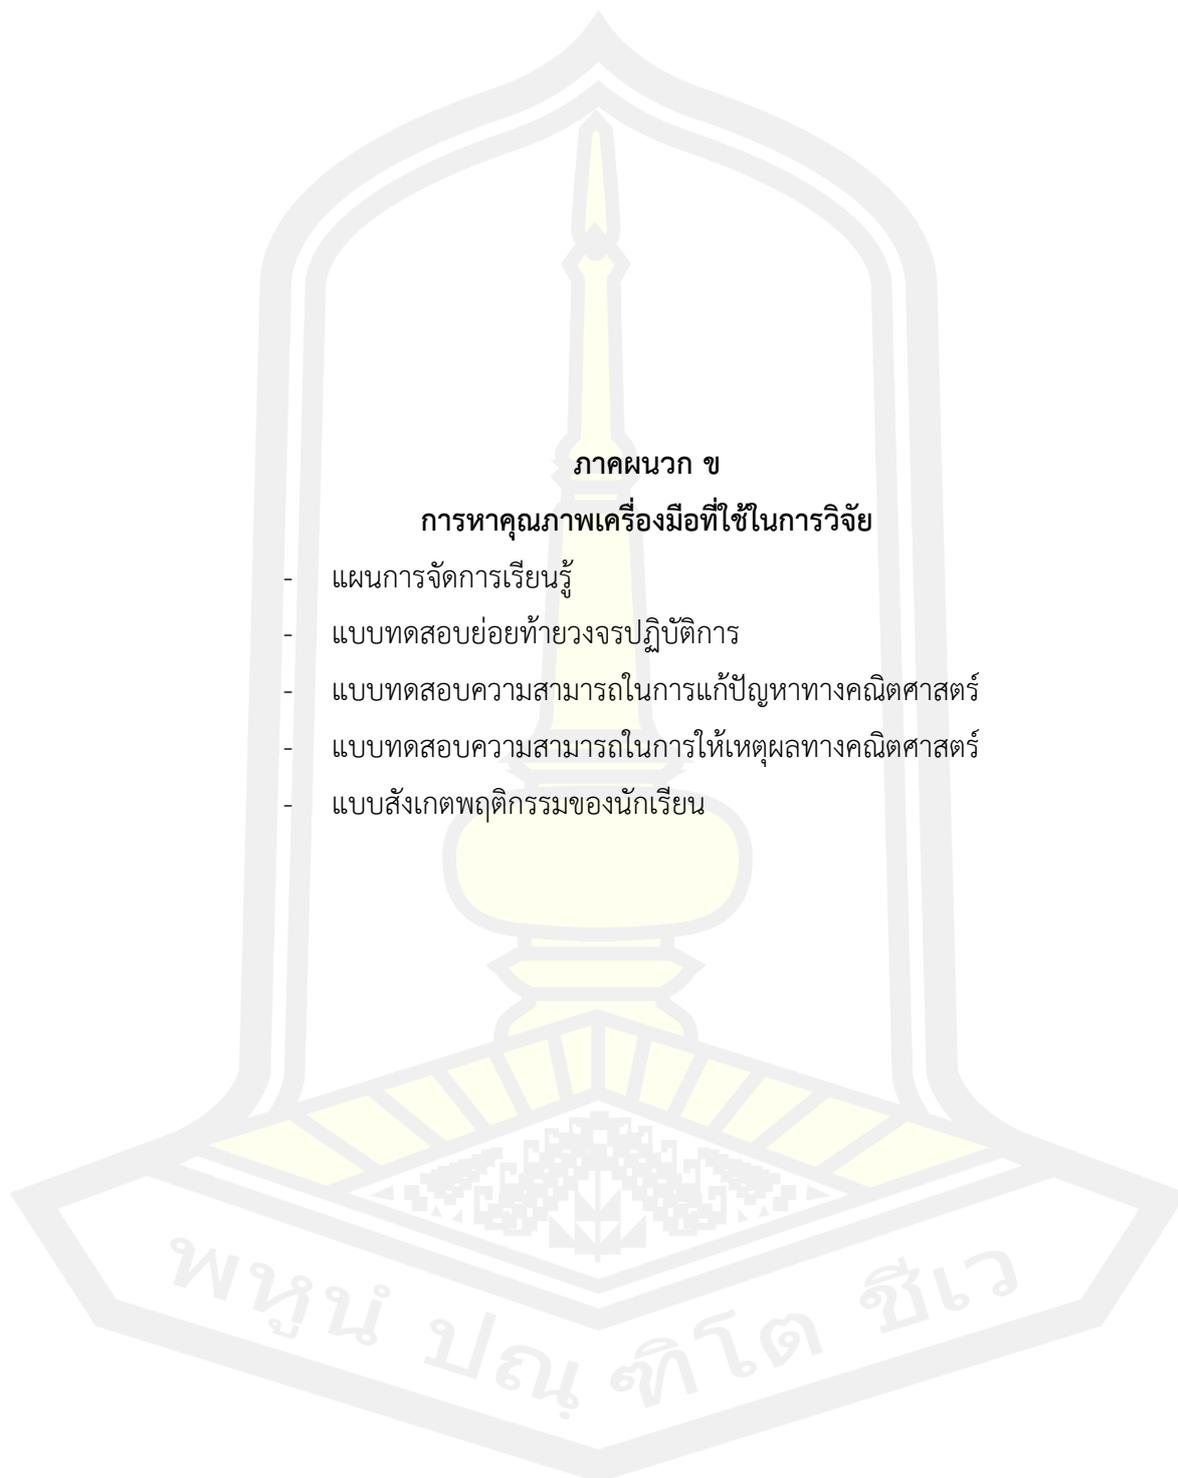 ภาคผนวก ข
การหาคุณภาพเครื่องมือที่ใช้ในการวิจัย
- แผนการจัดการเรียนรู้
- แบบทดสอบย่อยท้ายวงจรปฏิบัติการ
- แบบทดสอบความสามารถในการแก้ปัญหาทางคณิตศาสตร์
- แบบทดสอบความสามารถในการให้เหตุผลทางคณิตศาสตร์
- แบบสังเกตพฤติกรรมของนักเรียน
พหูนํ ปณฺฑิโต ชีเว